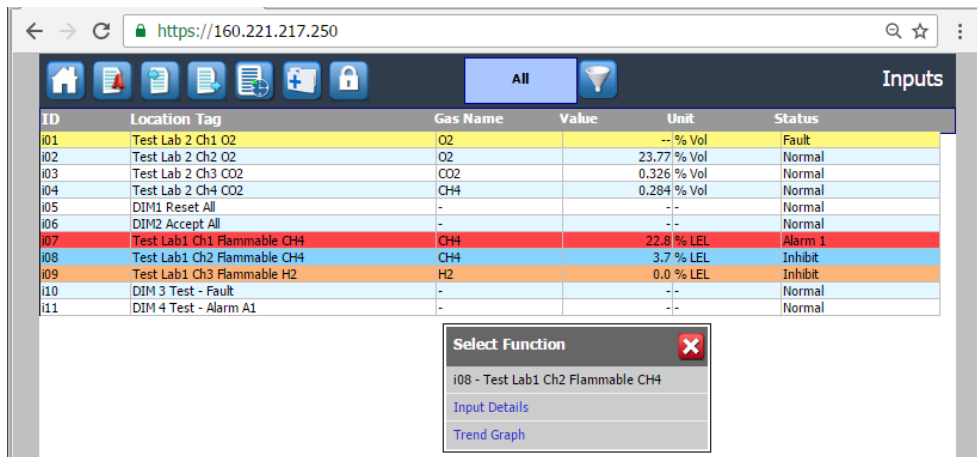 https://160.221.217.250
All
Inputs
ID Location Tag Gas Name Value Unit Status
i01 Test Lab 2 Ch1 O2 O2 -- % Vol Fault
i02 Test Lab 2 Ch2 O2 O2 23.77 % Vol Normal
i03 Test Lab 2 Ch3 CO2 CO2 0.326 % Vol Normal
i04 Test Lab 2 Ch4 CO2 CH4 0.284 % Vol Normal
i05 DIM1 Reset All - - - Normal
i06 DIM2 Accept All - - - Normal
i07 Test Lab1 Ch1 Flammable CH4 CH4 22.8 % LEL Alarm 1
i08 Test Lab1 Ch2 Flammable CH4 CH4 3.7 % LEL Inhibit
i09 Test Lab1 Ch3 Flammable H2 H2 0.0 % LEL Inhibit
i10 DIM 3 Test - Fault - - - Normal
i11 DIM 4 Test - Alarm A1 - - - Normal
Select Function
i08 - Test Lab1 Ch2 Flammable CH4
Input Details
Trend Graph